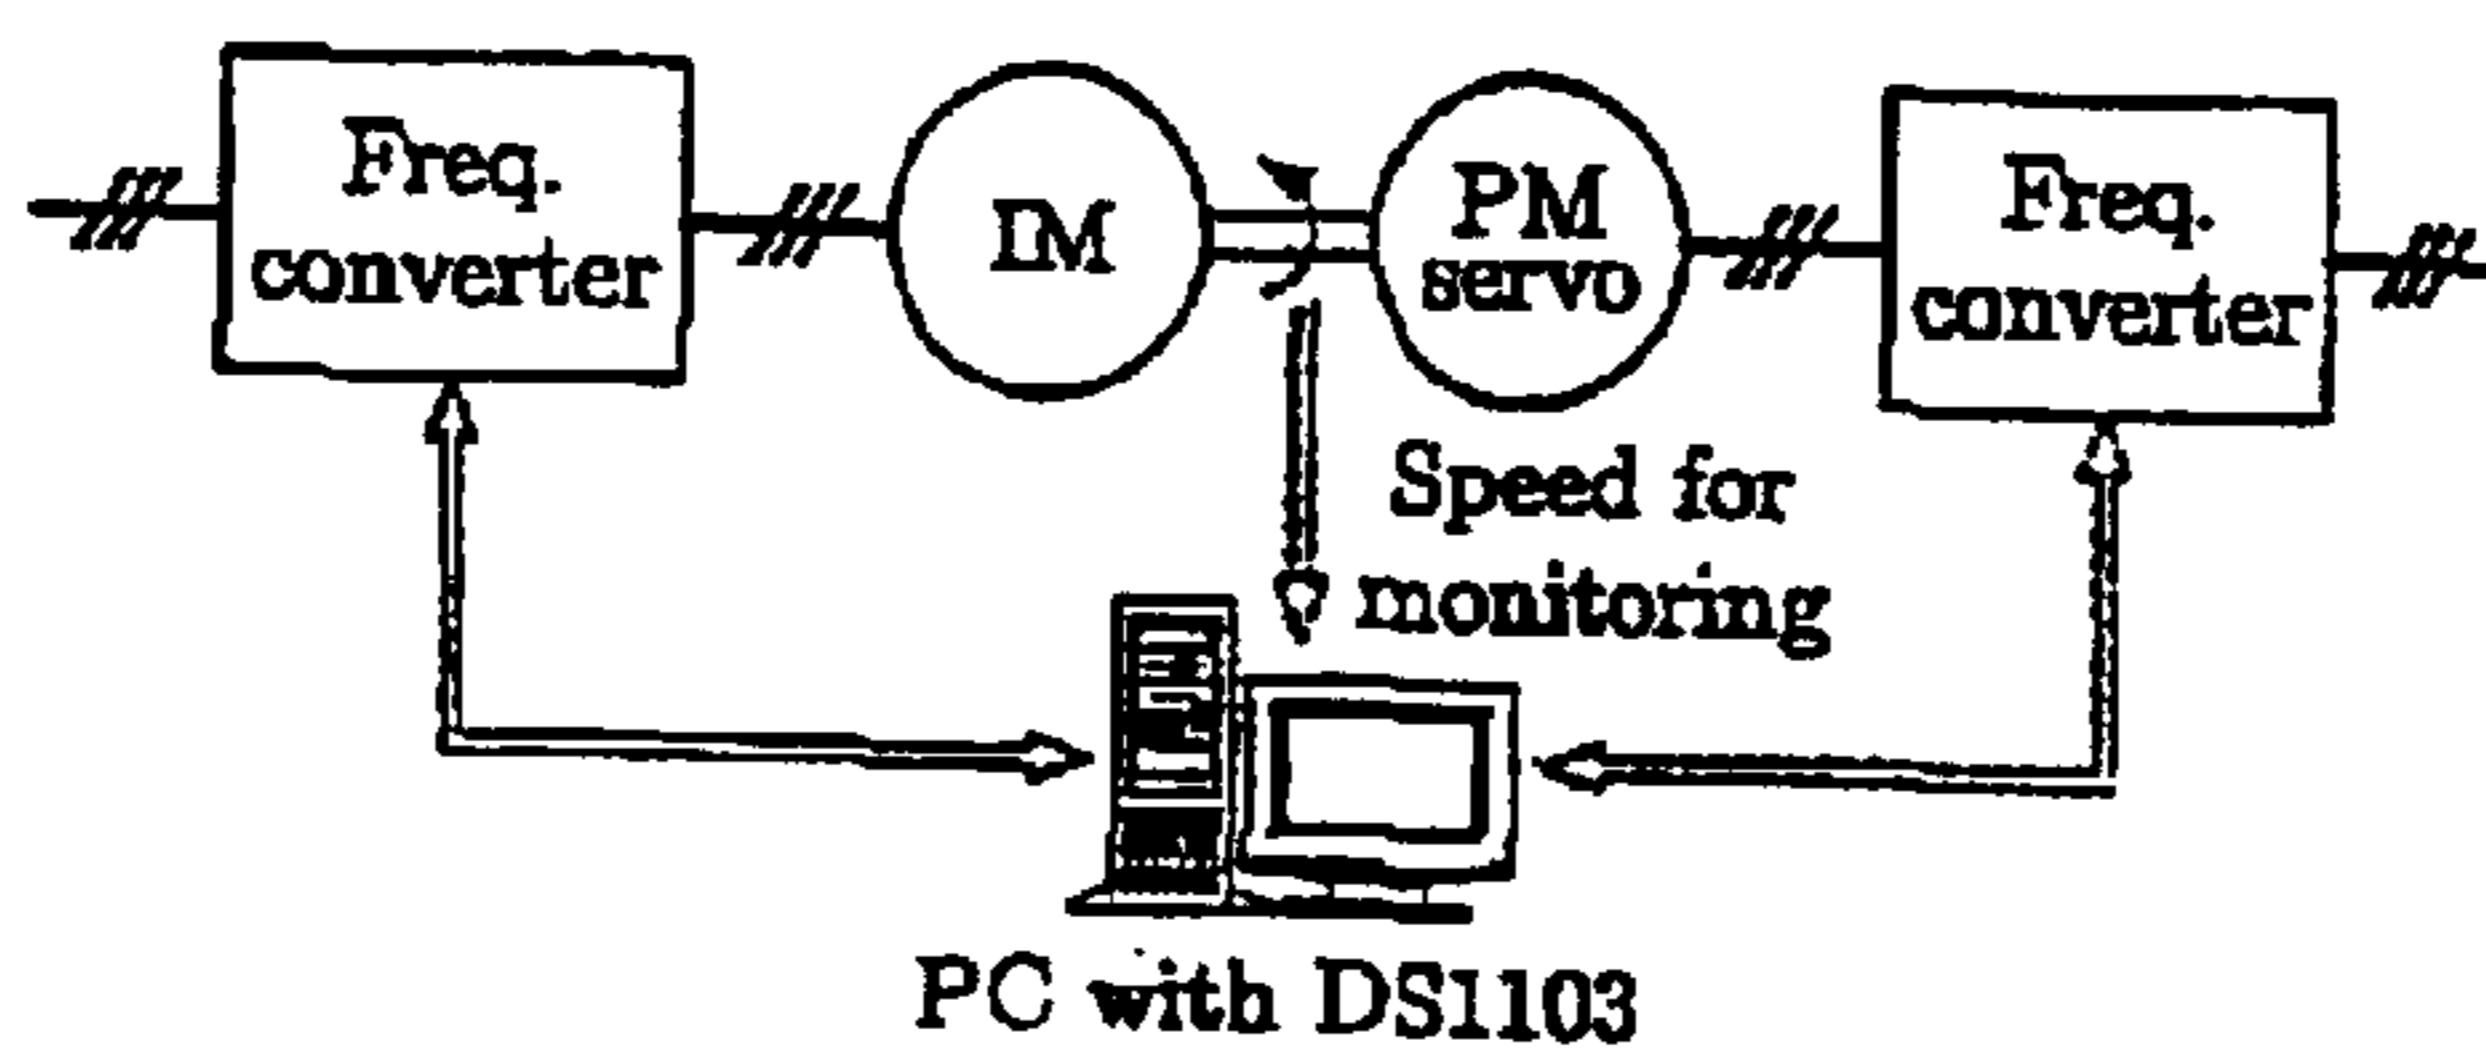 Freq.
converter
IM
PM
servo
Freq.
converter
Speed for
monitoring
PC with DS1103